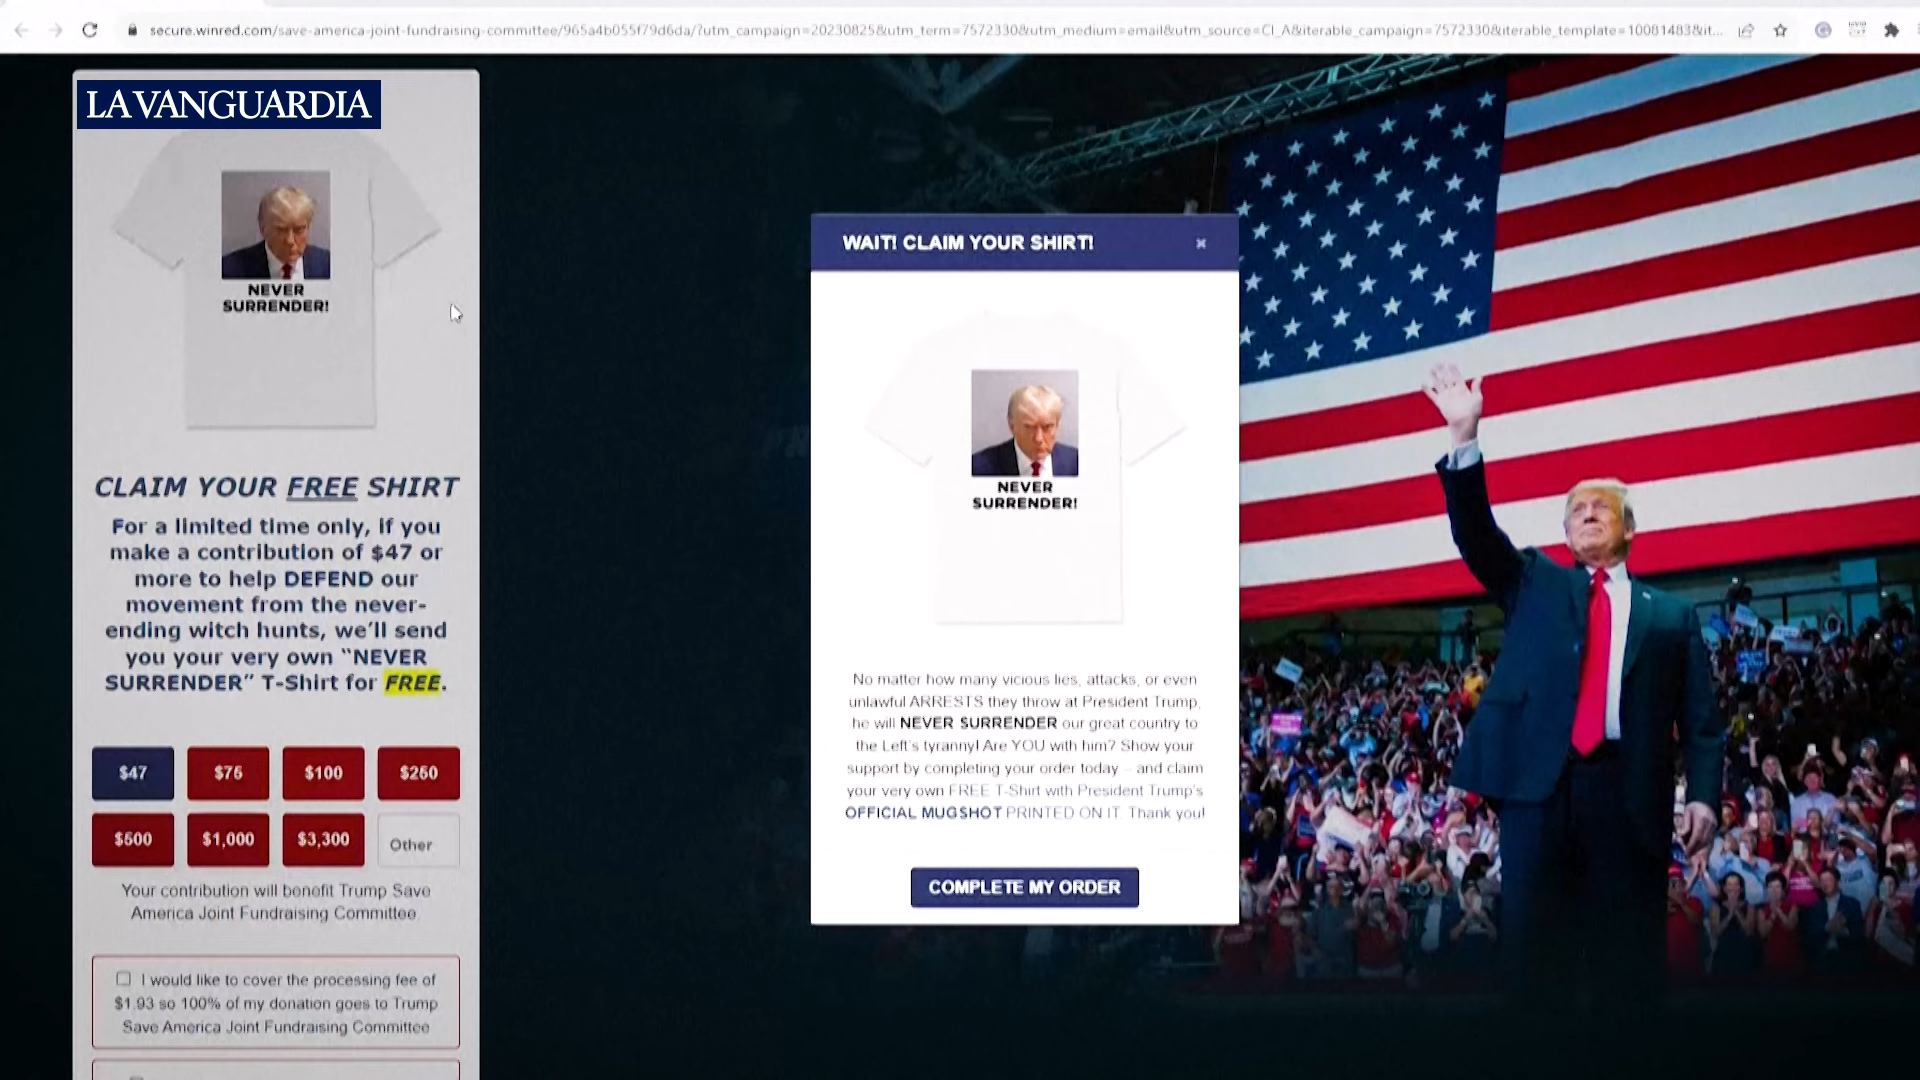 secure.winred.com/save-america-joint-fundraising-committee/965a4b055f79d6da/?utm_campaign=20230825&utm_term=7572330&utm_medium=email&utm_source=CI_A&iterable_campaign=7572330&iterable_template=10081483&it...
LA VANGUARDIA
NEVER
SURRENDER!
CLAIM YOUR FREE SHIRT
For a limited time only, if you
make a contribution of $47 or
more to help DEFEND our
movement from the never-
ending witch hunts, we'll send
you your very own "NEVER
SURRENDER" T-Shirt for FREE.
$47
$75
$100
$250
$500
$1,000
$3,300
Other
Your contribution will benefit Trump Save
America Joint Fundraising Committee
I would like to cover the processing fee of
$1.93 so 100% of my donation goes to Trump
Save America Joint Fundraising Committee
WAIT! CLAIM YOUR SHIRT!
NEVER
SURRENDER!
No matter how many vicious lies, attacks, or even
unlawful ARRESTS they throw at President Trump,
he will NEVER SURRENDER our great country to
the Left's tyranny! Are YOU with him? Show your
support by completing your order today – and claim
your very own FREE T-Shirt with President Trump's
OFFICIAL MUGSHOT PRINTED ON IT. Thank you!
COMPLETE MY ORDER